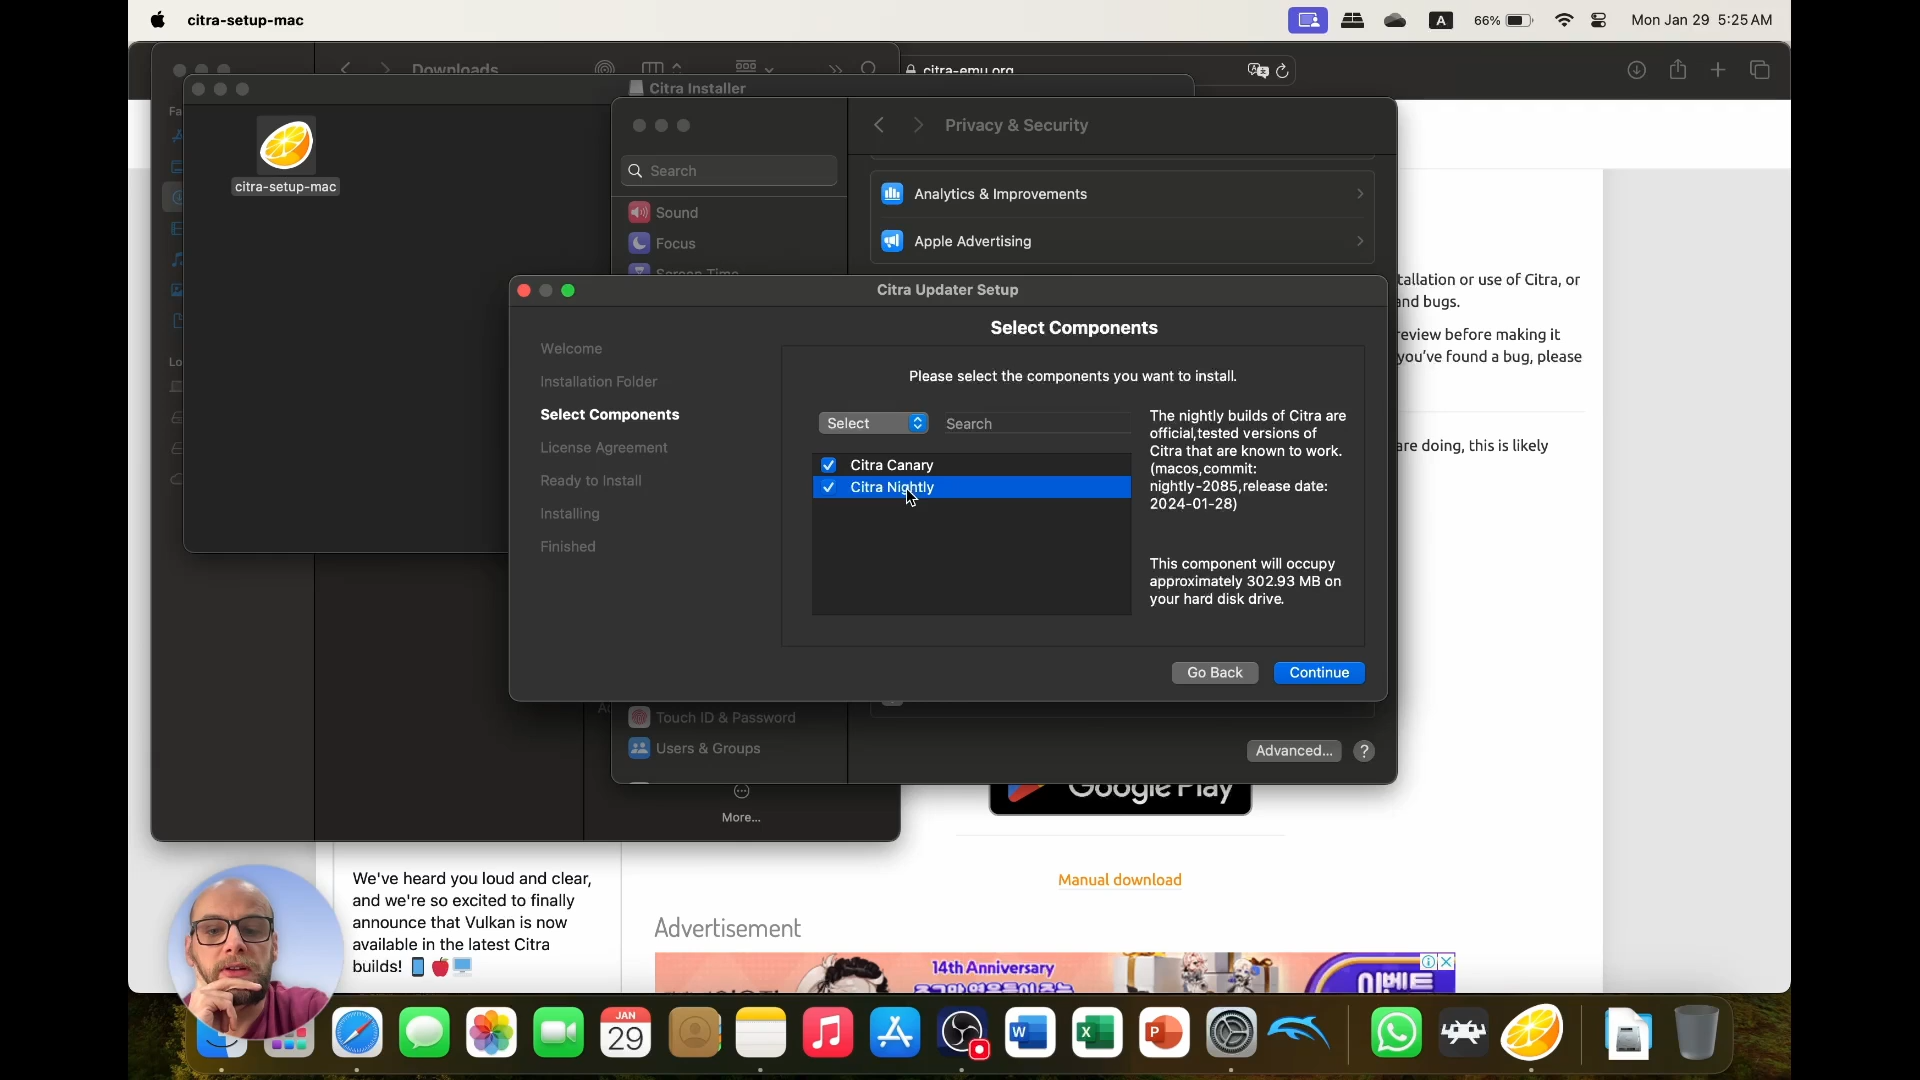 citra-setup-mac
A
66%
Mon Jan 29 5:25 AM
Downloads
citra-emu.org
Citra Installer
citra-setup-mac
Privacy & Security
Search
Sound
Focus
Screen Time
Analytics & Improvements
Apple Advertising
Citra Updater Setup
Welcome
Installation Folder
Select Components
License Agreement
Ready to Install
Installing
Finished
Select Components
Please select the components you want to install.
Select
Search
Citra Canary
Citra Nightly
The nightly builds of Citra are
official,tested versions of
Citra that are known to work.
(macos,commit:
nightly-2085,release date:
2024-01-28)
This component will occupy
approximately 302.93 MB on
your hard disk drive.
Go Back
Continue
Touch ID & Password
Users & Groups
Advanced...
?
More...
or use of Citra, or
bugs.
before making it
you've found a bug, please
are doing, this is likely
Google Play
Manual download
Advertisement
14th Anniversary
We've heard you loud and clear,
and we're so excited to finally
announce that Vulkan is now
available in the latest Citra
builds!
JAN
29
W
X
P